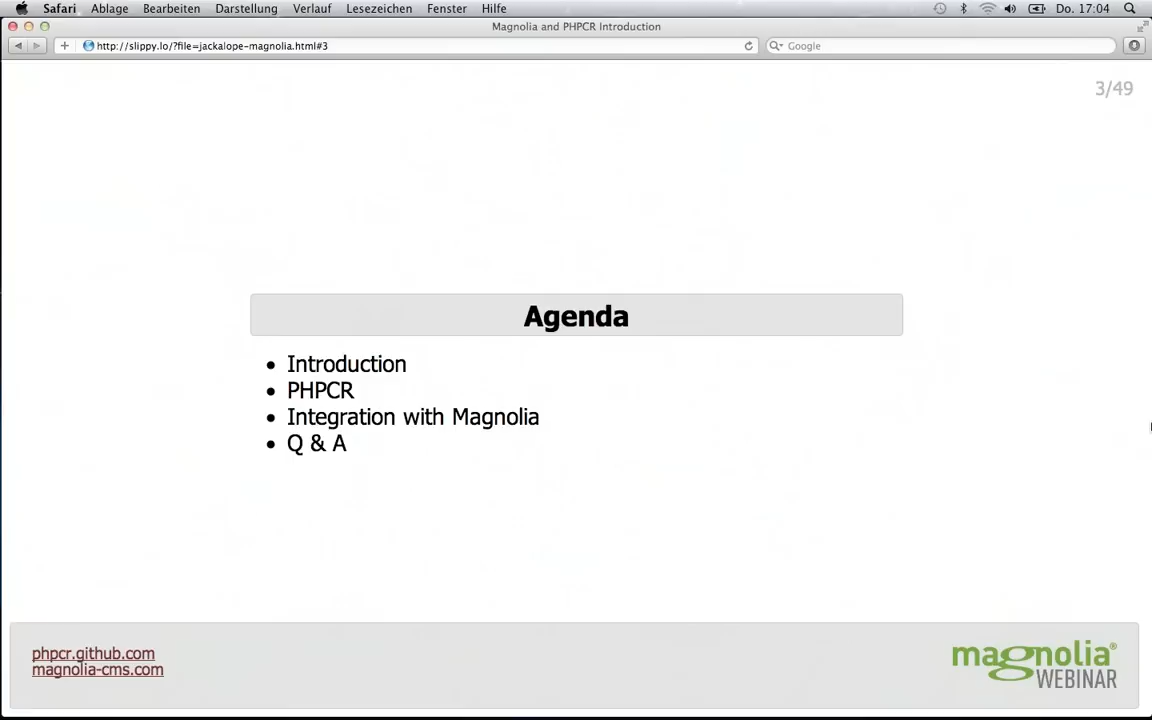 Safari Ablage Bearbeiten Darstellung Verlauf Lesezeichen Fenster Hilfe Do. 17:04
Magnolia and PHPCR Introduction
http://slippy.lo/?file=jackalope-magnolia.html#3 Google
3/49
Agenda
• Introduction
• PHPCR
• Integration with Magnolia
• Q & A
phpcr.github.com
magnolia-cms.com
magnolia®
WEBINAR